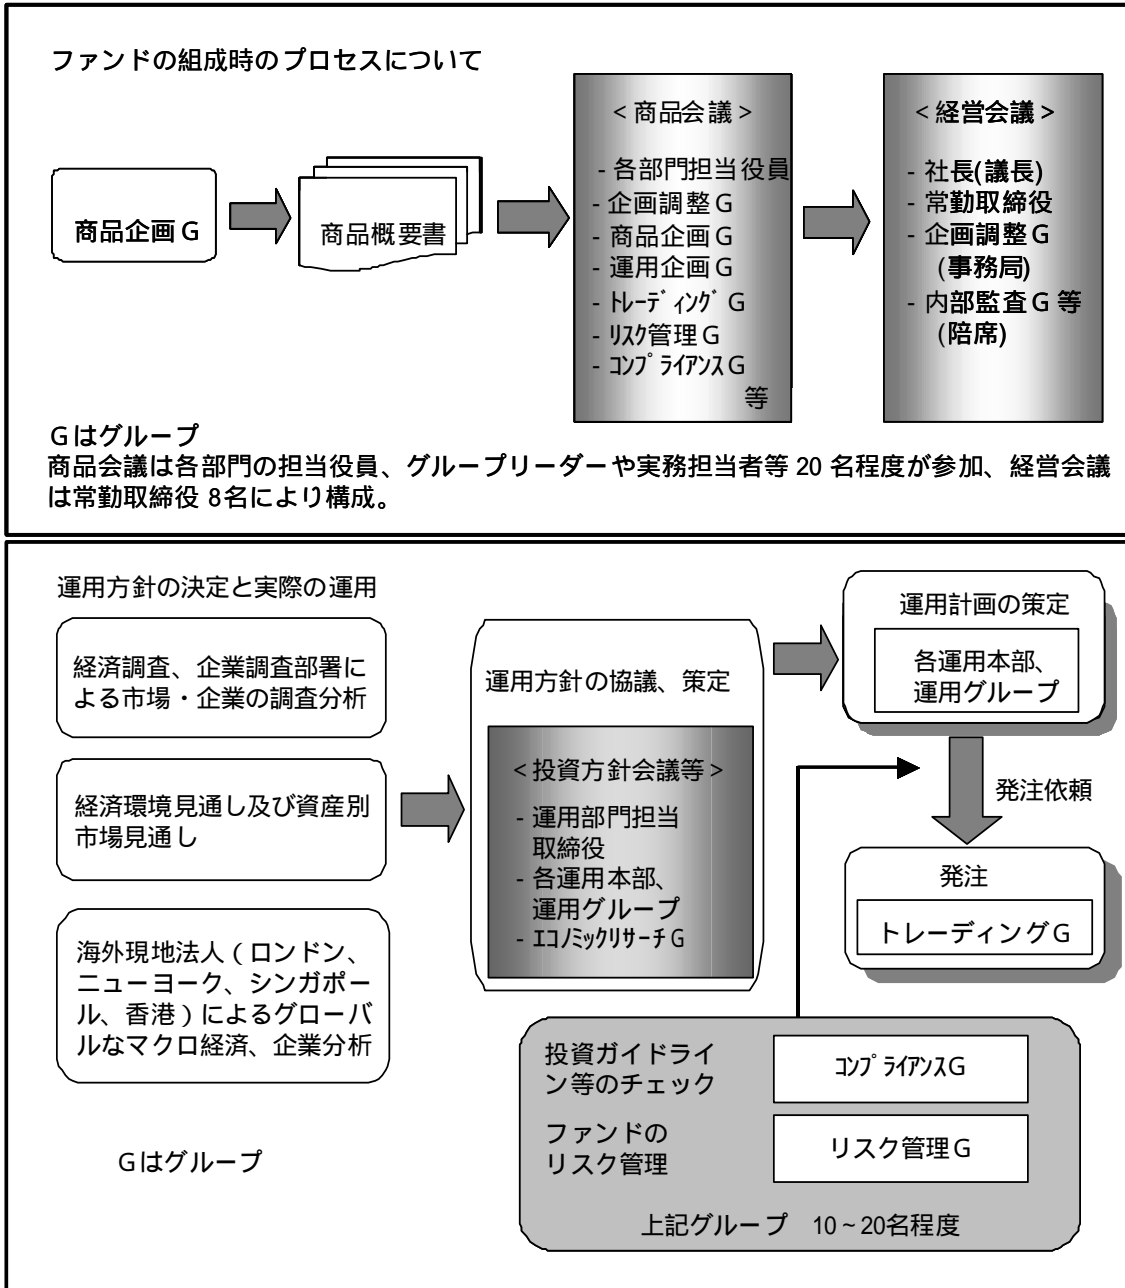 ファンドの組成時のプロセスについて
商品企画G
商品概要書
<商品会議>
- 各部門担当役員
- 企画調整G
- 商品企画G
- 運用企画G
- ﾄﾚｰﾃﾞｨﾝｸﾞG
- ﾘｽｸ管理G
- ｺﾝﾌﾟﾗｲｱﾝｽG
等
<経営会議>
- 社長(議長)
- 常勤取締役
- 企画調整G
(事務局)
- 内部監査G等
(陪席)
Gはグループ
商品会議は各部門の担当役員、グループリーダーや実務担当者等 20 名程度が参加、経営会議
は常勤取締役 8名により構成。
運用方針の決定と実際の運用
経済調査、企業調査部署に
よる市場・企業の調査分析
経済環境見通し及び資産別
市場見通し
海外現地法人(ロンドン、
ニューヨーク、シンガポー
ル、香港)によるグローバ
ルなマクロ経済、企業分析
Gはグループ
運用方針の協議、策定
<投資方針会議等>
- 運用部門担当
取締役
- 各運用本部、
運用グループ
- ｴｺﾉﾐｯｸﾘｻｰﾁG
運用計画の策定
各運用本部、
運用グループ
発注依頼
発注
トレーディングG
投資ガイドライ
ン等のチェック
ｺﾝﾌﾟﾗｲｱﾝｽG
ファンドの
リスク管理
リスク管理G
上記グループ 10~20名程度